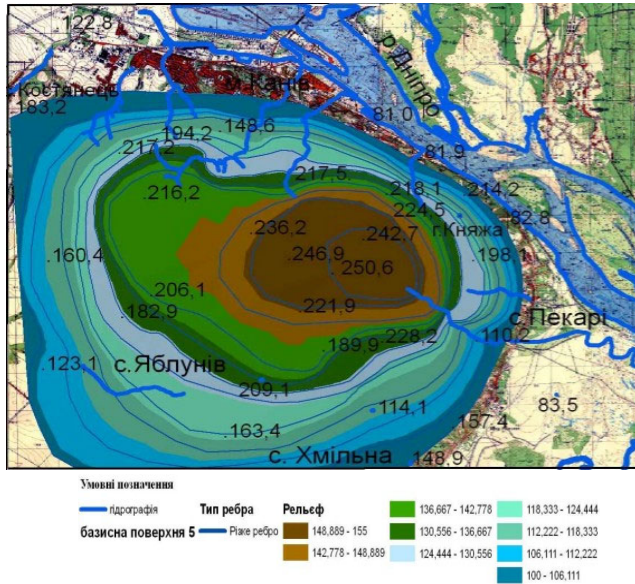 .122,8
Костянець
.183,2
м.Канів
р.Дніпро
.194,2
.148,6
81,0
.217,2
81,9
.217,5
.216,2
.218,1
.214,2
224,5
82,8
г.Княжа
.236,2
.242,7
.160,4
.246,9
.198,1
250,6
.206,1
.182,9
.221,9
с.Пекарі
110,2
.228,2
.189,9
.123,1
с.Яблунів
209,1
114,1
83,5
157,4
.163,4
с. Хмільна
148,9
Умовні позначення
гідрографія
Тип ребра
Рельєф
базисна поверхня 5
Різке ребро
148,889 - 155
142,778 - 148,889
136,667 - 142,778
130,556 - 136,667
124,444 - 130,556
118,333 - 124,444
112,222 - 118,333
106,111 - 112,222
100 - 106,111